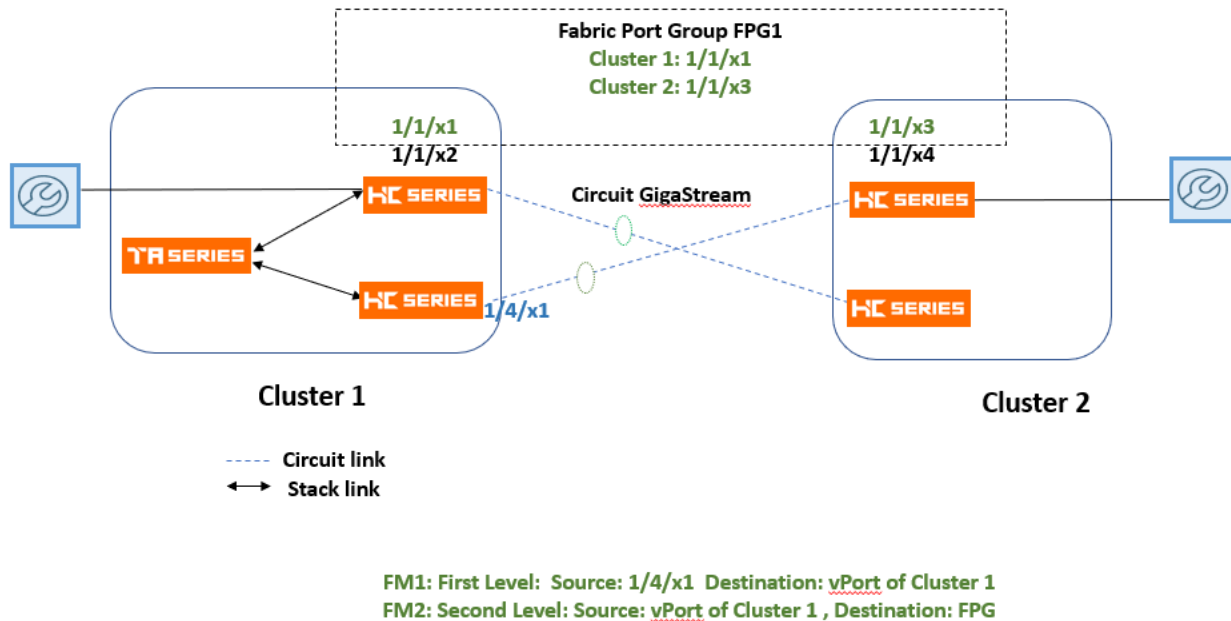 Fabric Port Group FPG1
Cluster 1: 1/1/x1
Cluster 2: 1/1/x3
1/1/x1
1/1/x2
1/1/x3
1/1/x4
HC SERIES
Circuit GigaStream
HC SERIES
TA SERIES
HC SERIES
1/4/x1
HC SERIES
Cluster 1
Cluster 2
Circuit link
Stack link
FM1: First Level: Source: 1/4/x1 Destination: vPort of Cluster 1
FM2: Second Level: Source: vPort of Cluster 1 , Destination: FPG